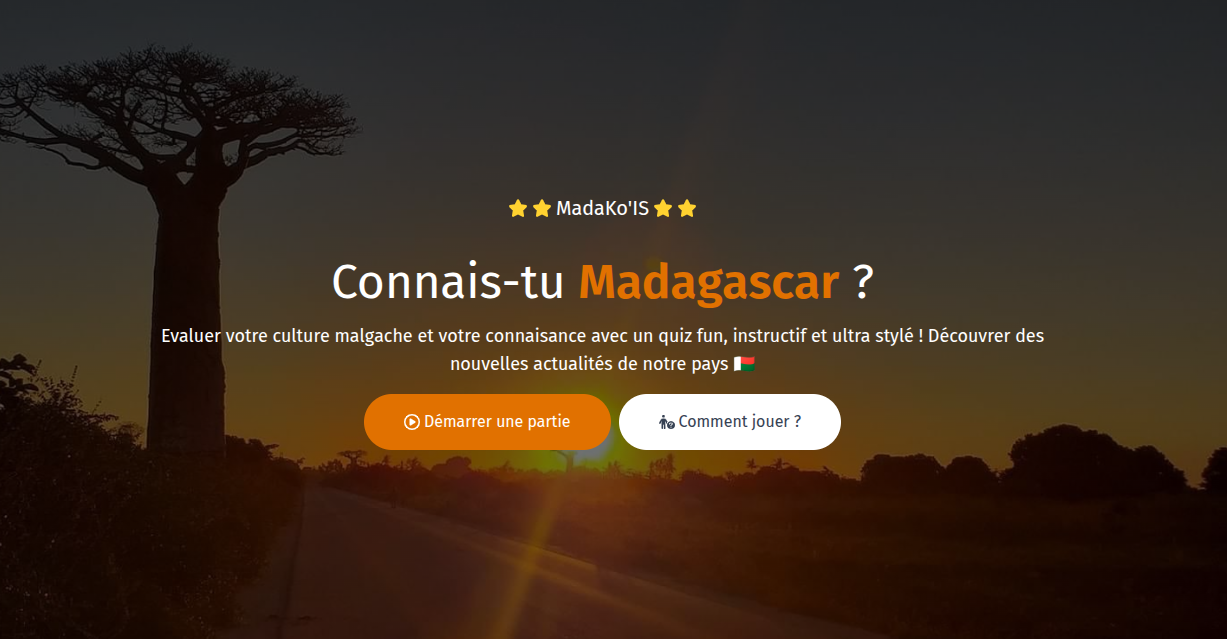 ⭐⭐ MadaKo'IS ⭐⭐
Connais-tu Madagascar ?
Evaluer votre culture malgache et votre connaisance avec un quiz fun, instructif et ultra stylé ! Découvrer des
nouvelles actualités de notre pays 🇲🇬
Démarrer une partie
Comment jouer ?